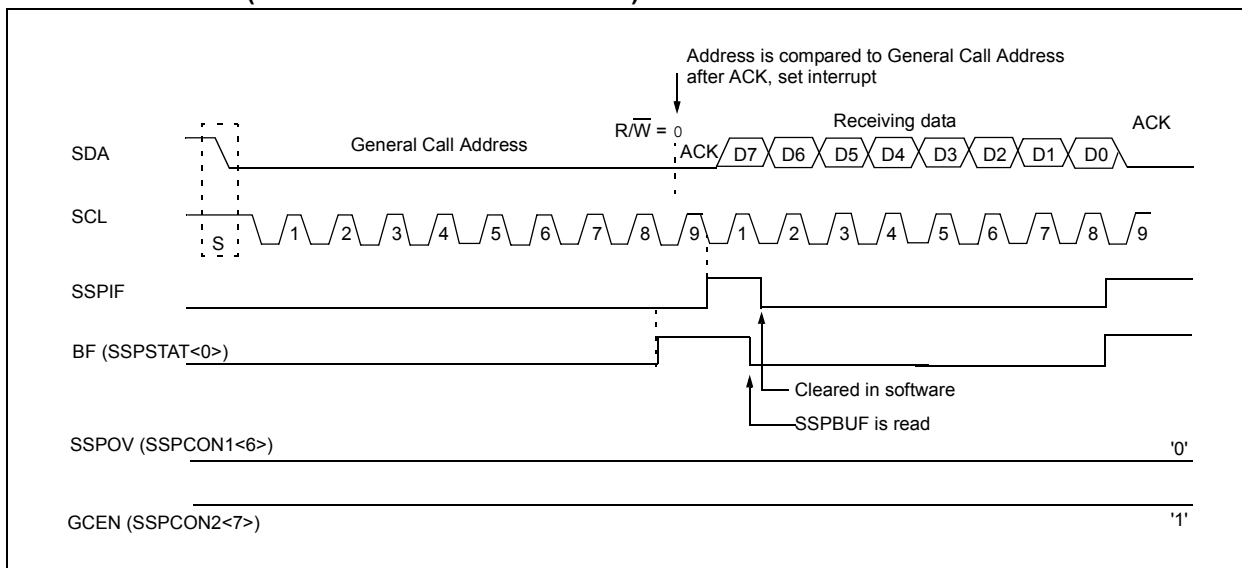 Address is compared to General Call Address
after ACK, set interrupt
R/W = 0
Receiving data
ACK
SDA
General Call Address
ACK
D7 D6 D5 D4 D3 D2 D1 D0
SCL
S
1 2 3 4 5 6 7 8 9 1 2 3 4 5 6 7 8 9
SSPIF
BF (SSPSTAT<0>)
Cleared in software
SSPBUF is read
SSPOV (SSPCON1<6>)
'0'
GCEN (SSPCON2<7>)
'1'